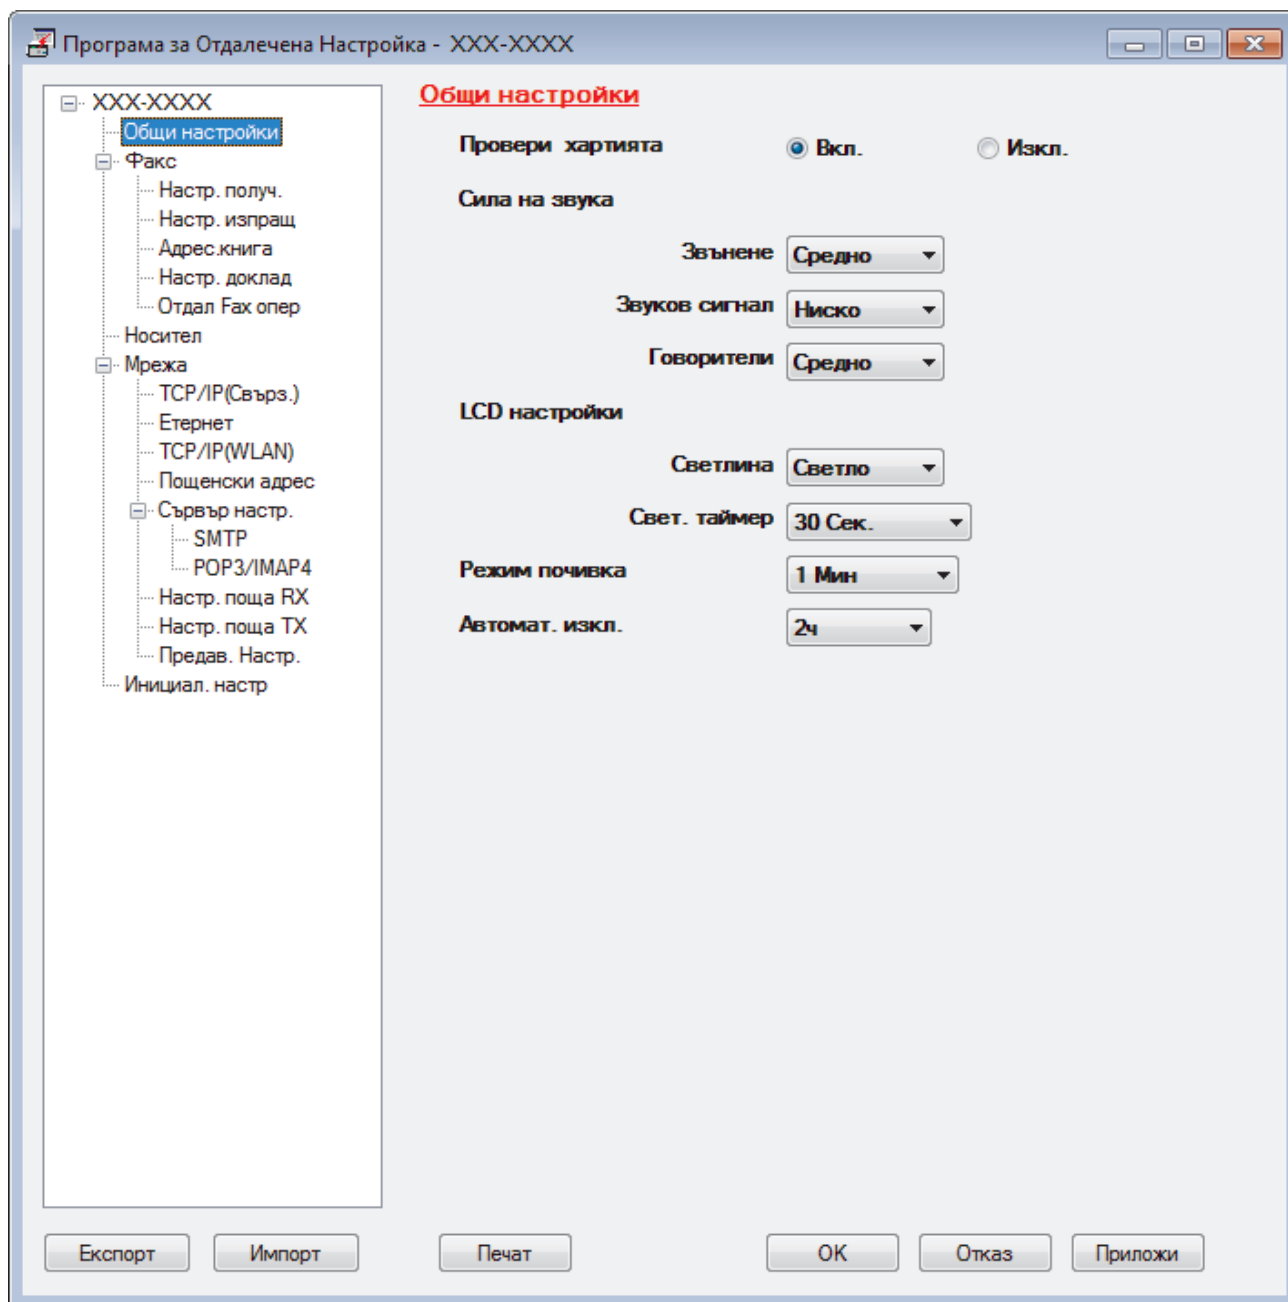 Програма за Отдалечена Настройка - XXX-XXXX
XXX-XXXX
Общи настройки
Факс
Настр. получ.
Настр. изпращ
Адрес.книга
Настр. доклад
Отдал Fax опер
Носител
Мрежа
TCP/IP(Свърз.)
Етернет
TCP/IP(WLAN)
Пощенски адрес
Сървър настр.
SMTP
POP3/IMAP4
Настр. поща RX
Настр. поща TX
Предав. Настр.
Инициал. настр
Общи настройки
Провери хартията Вкл. Изкл.
Сила на звука
Звънене Средно
Звуков сигнал Ниско
Говорители Средно
LCD настройки
Светлина Светло
Свет. таймер 30 Сек.
Режим почивка 1 Мин
Автомат. изкл. 2ч
Експорт Импорт Печат OK Отказ Приложи